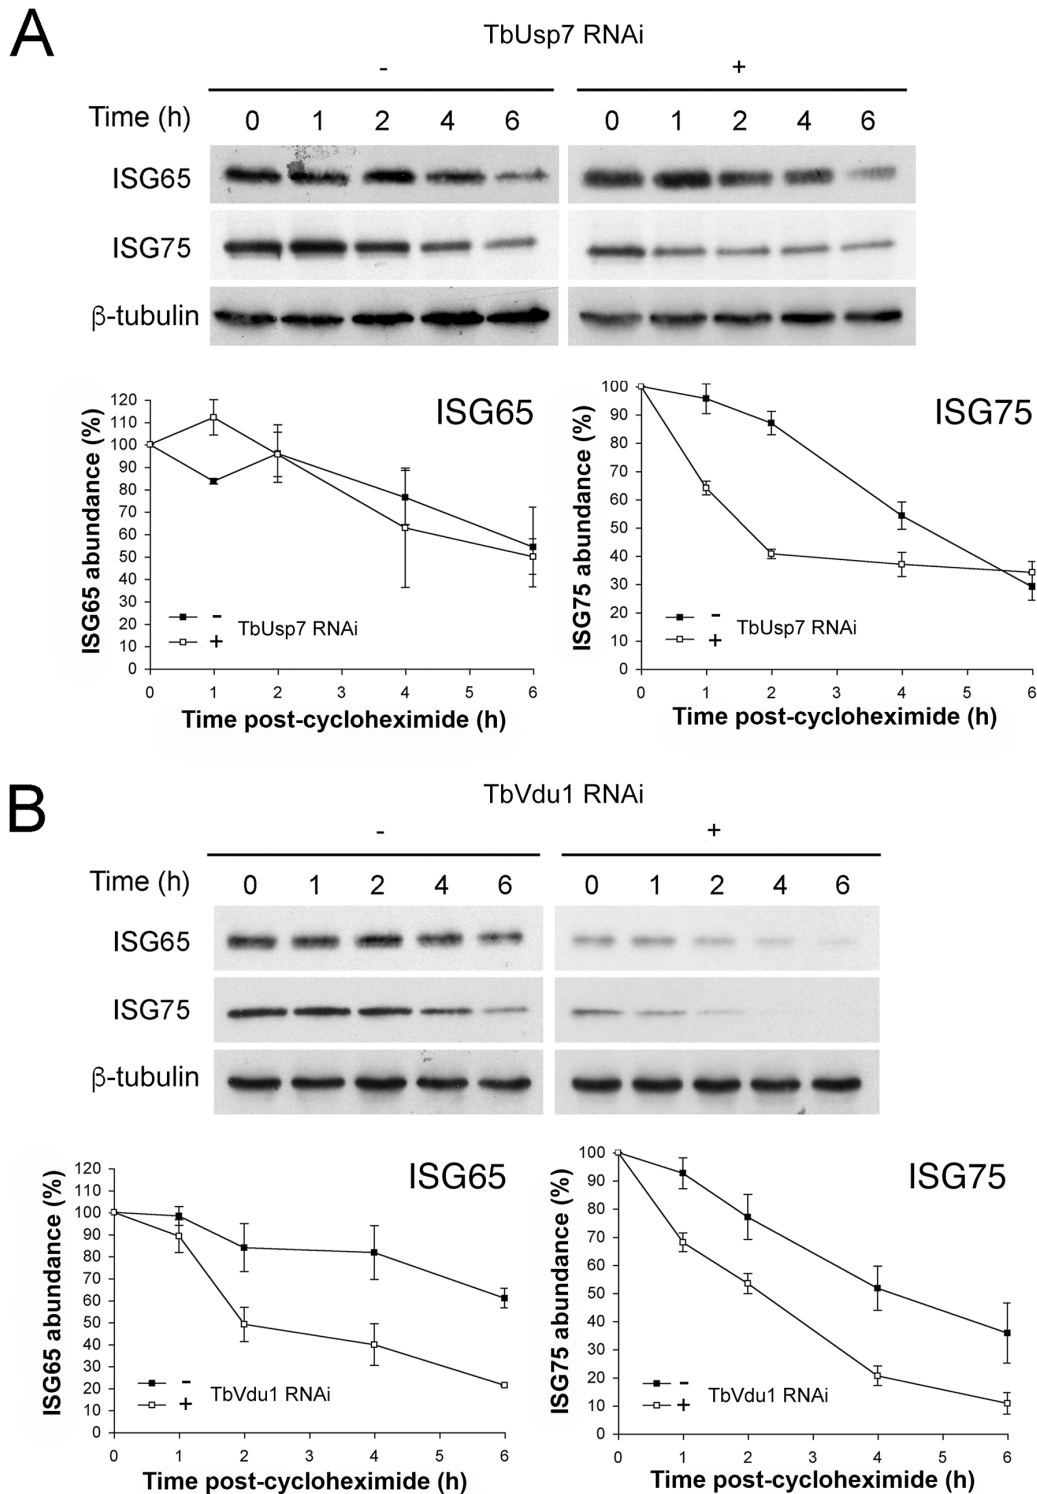 A
TbUsp7 RNAi
- +
Time (h) 0 1 2 4 6 0 1 2 4 6
ISG65
ISG75
β-tubulin
ISG65
ISG65 abundance (%)
120
110
100
90
80
70
60
50
40
30
20
10
0
- 
+
TbUsp7 RNAi
0 1 2 3 4 5 6
Time post-cycloheximide (h)
ISG75
ISG75 abundance (%)
100
90
80
70
60
50
40
30
20
10
0
-
+
TbUsp7 RNAi
0 1 2 3 4 5 6
Time post-cycloheximide (h)
B
TbVdu1 RNAi
- +
Time (h) 0 1 2 4 6 0 1 2 4 6
ISG65
ISG75
β-tubulin
ISG65
ISG65 abundance (%)
120
110
100
90
80
70
60
50
40
30
20
10
0
-
+
TbVdu1 RNAi
0 1 2 3 4 5 6
Time post-cycloheximide (h)
ISG75
ISG75 abundance (%)
100
90
80
70
60
50
40
30
20
10
0
-
+
TbVdu1 RNAi
0 1 2 3 4 5 6
Time post-cycloheximide (h)